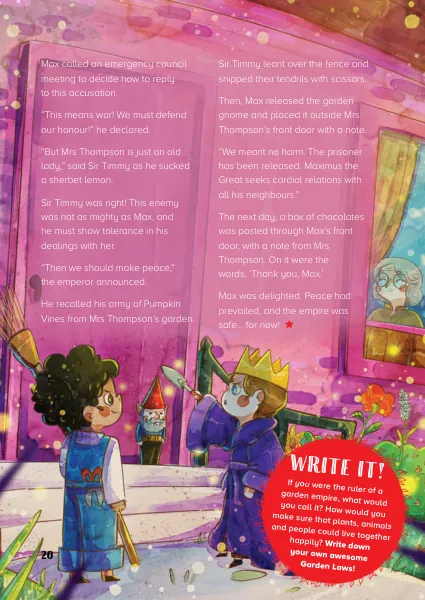 Max called an emergency council
meeting to decide how to reply
to this accusation.
“This means war! We must defend
our honour!” he declared.
“But Mrs Thompson is just an old
lady,” said Sir Timmy as he sucked
a sherbet lemon.
Sir Timmy was right! This enemy
was not as mighty as Max, and
he must show tolerance in his
dealings with her.
“Then we should make peace,”
the emperor announced.
He recalled his army of Pumpkin
Vines from Mrs Thompson’s garden.
Sir Timmy leant over the fence and
snipped their tendrils with scissors.
Then, Max released the garden
gnome and placed it outside Mrs
Thompson’s front door with a note.
“We meant no harm. The prisoner
has been released. Maximus the
Great seeks cordial relations with
all his neighbours.”
The next day, a box of chocolates
was posted through Max’s front
door, with a note from Mrs
Thompson. On it were the
words, ‘Thank you, Max.’
Max was delighted. Peace had
prevailed, and the empire was
safe... for now!
WRITE IT!
If you were the ruler of a
garden empire, what would
you call it? How would you
make sure that plants, animals
and people could live together
happily? Write down
your own awesome
Garden Laws!
20